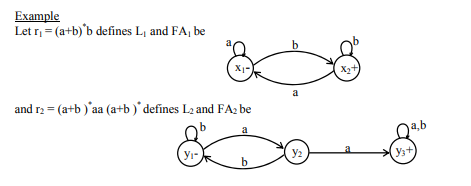 Example
Let r₁ = (a+b)*b defines L₁ and FA₁ be
a b b
x₁- x₂+
a
and r₂ = (a+b )*aa (a+b )* defines L₂ and FA₂ be
b a a,b
y₁- y₂ a y₃+
b